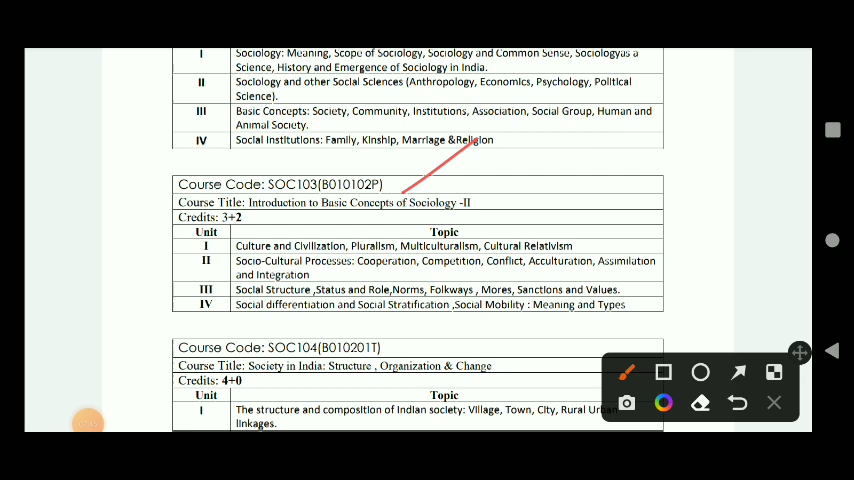 I Sociology: Meaning, Scope of Sociology, Sociology and Common Sense, Sociologyas a
Science, History and Emergence of Sociology in India.
II Sociology and other Social Sciences (Anthropology, Economics, Psychology, Political
Science).
III Basic Concepts: Society, Community, Institutions, Association, Social Group, Human and
Animal Society.
IV Social Institutions: Family, Kinship, Marriage &Religion
Course Code: SOC103(B010102P)
Course Title: Introduction to Basic Concepts of Sociology -II
Credits: 3+2
Unit Topic
I Culture and Civilization, Pluralism, Multiculturalism, Cultural Relativism
II Socio-Cultural Processes: Cooperation, Competition, Conflict, Acculturation, Assimilation
and Integration
III Social Structure ,Status and Role,Norms, Folkways , Mores, Sanctions and Values.
IV Social differentiation and Social Stratification ,Social Mobility : Meaning and Types
Course Code: SOC104(B010201T)
Course Title: Society in India: Structure , Organization & Change
Credits: 4+0
Unit Topic
I The structure and composition of Indian society: Village, Town, City, Rural Urban
linkages.